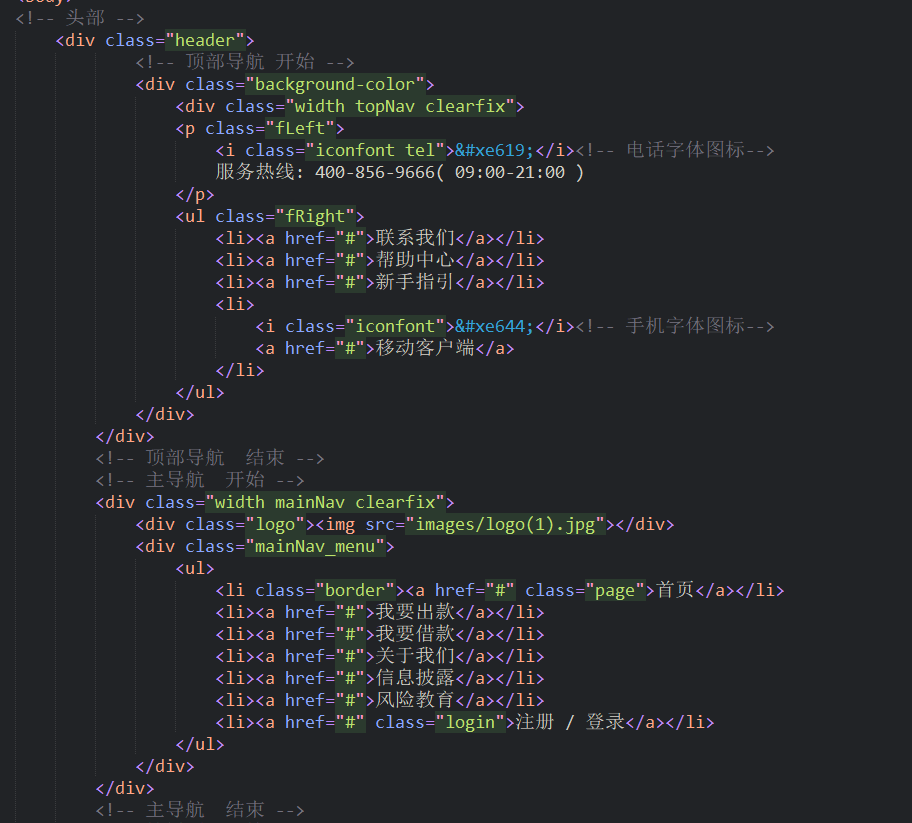 <body>
<!-- 头部 -->
<div class="header">
<!-- 顶部导航 开始 -->
<div class="background-color">
<div class="width topNav clearfix">
<p class="fLeft">
<i class="iconfont tel">&#xe619;</i><!-- 电话字体图标-->
服务热线: 400-856-9666( 09:00-21:00 )
</p>
<ul class="fRight">
<li><a href="#">联系我们</a></li>
<li><a href="#">帮助中心</a></li>
<li><a href="#">新手指引</a></li>
<li>
<i class="iconfont">&#xe644;</i><!-- 手机字体图标-->
<a href="#">移动客户端</a>
</li>
</ul>
</div>
</div>
<!-- 顶部导航  结束 -->
<!-- 主导航  开始 -->
<div class="width mainNav clearfix">
<div class="logo"><img src="images/logo(1).jpg"></div>
<div class="mainNav_menu">
<ul>
<li class="border"><a href="#" class="page">首页</a></li>
<li><a href="#">我要出款</a></li>
<li><a href="#">我要借款</a></li>
<li><a href="#">关于我们</a></li>
<li><a href="#">信息披露</a></li>
<li><a href="#">风险教育</a></li>
<li><a href="#" class="login">注册 / 登录</a></li>
</ul>
</div>
</div>
<!-- 主导航  结束 -->